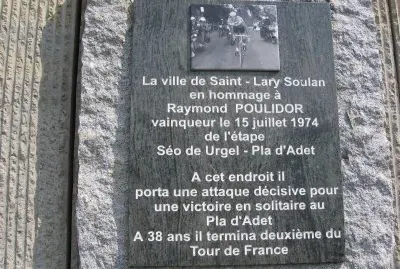 La ville de Saint - Lary Soulan
en hommage à
Raymond POULIDOR
vainqueur le 15 juillet 1974
de l'étape
Séo de Urgel - Pla d'Adet
A cet endroit il
porta une attaque décisive pour
une victoire en solitaire au
Pla d'Adet
A 38 ans il termina deuxième du
Tour de France